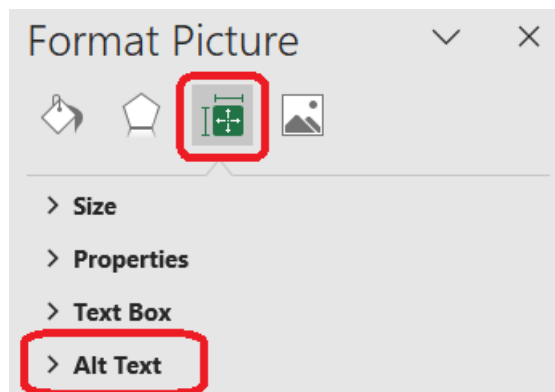 Format Picture
Size
Properties
Text Box
Alt Text